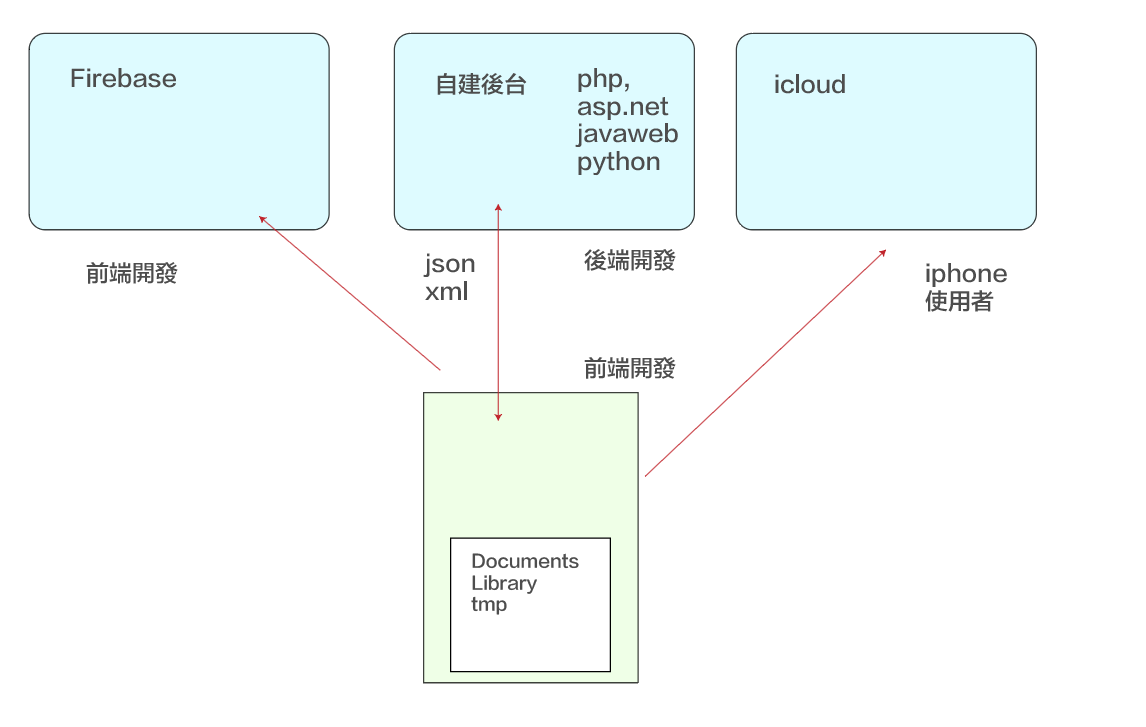 Firebase
自建後台
php,
asp.net
javaweb
python
icloud
前端開發
json
xml
後端開發
iphone
使用者
前端開發
Documents
Library
tmp